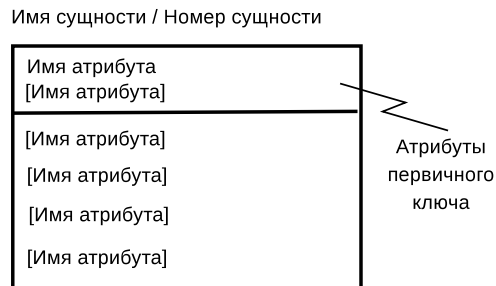 Имя сущности / Номер сущности
Имя атрибута
[Имя атрибута]
[Имя атрибута]
[Имя атрибута]
[Имя атрибута]
[Имя атрибута]
Атрибуты
первичного
ключа